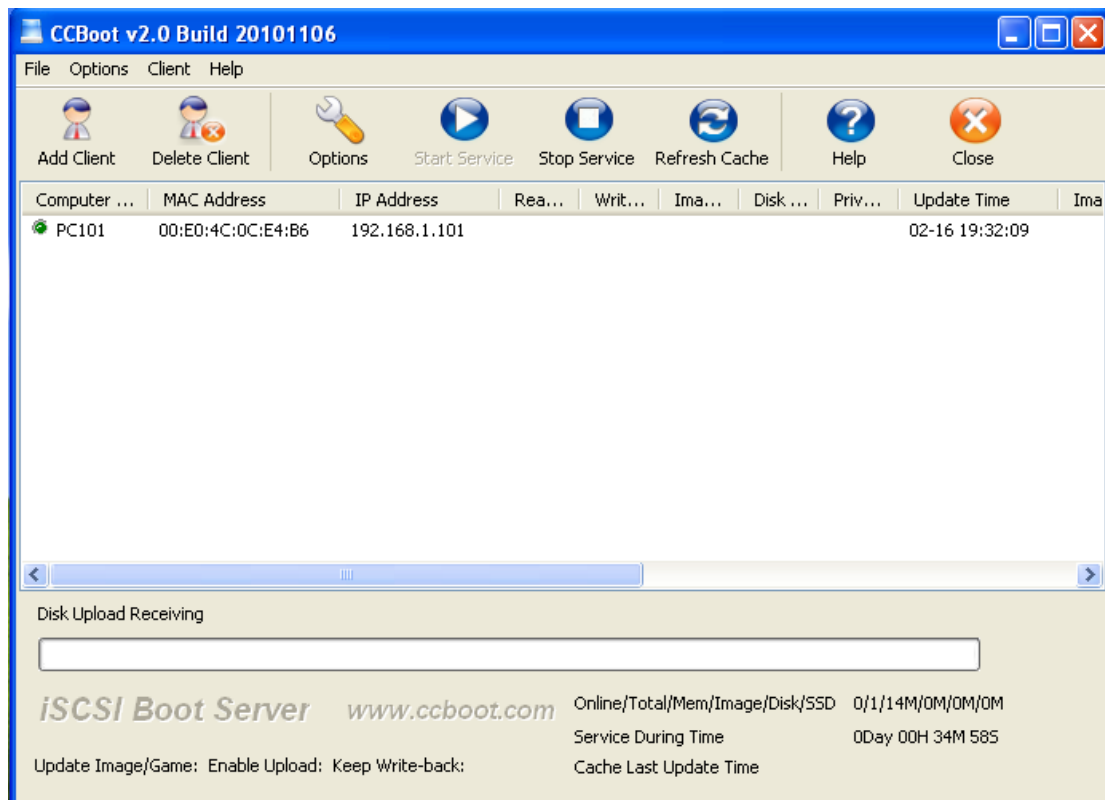 CCBoot v2.0 Build 20101106
File Options Client Help
Add Client Delete Client Options Start Service Stop Service Refresh Cache Help Close
Computer ... MAC Address IP Address Rea... Writ... Ima... Disk ... Priv... Update Time Ima
PC101 00:E0:4C:0C:E4:B6 192.168.1.101 02-16 19:32:09
Disk Upload Receiving
iSCSI Boot Server www.ccboot.com Online/Total/Mem/Image/Disk/SSD 0/1/14M/0M/0M/0M
Service During Time 0Day 00H 34M 58S
Update Image/Game: Enable Upload: Keep Write-back: Cache Last Update Time